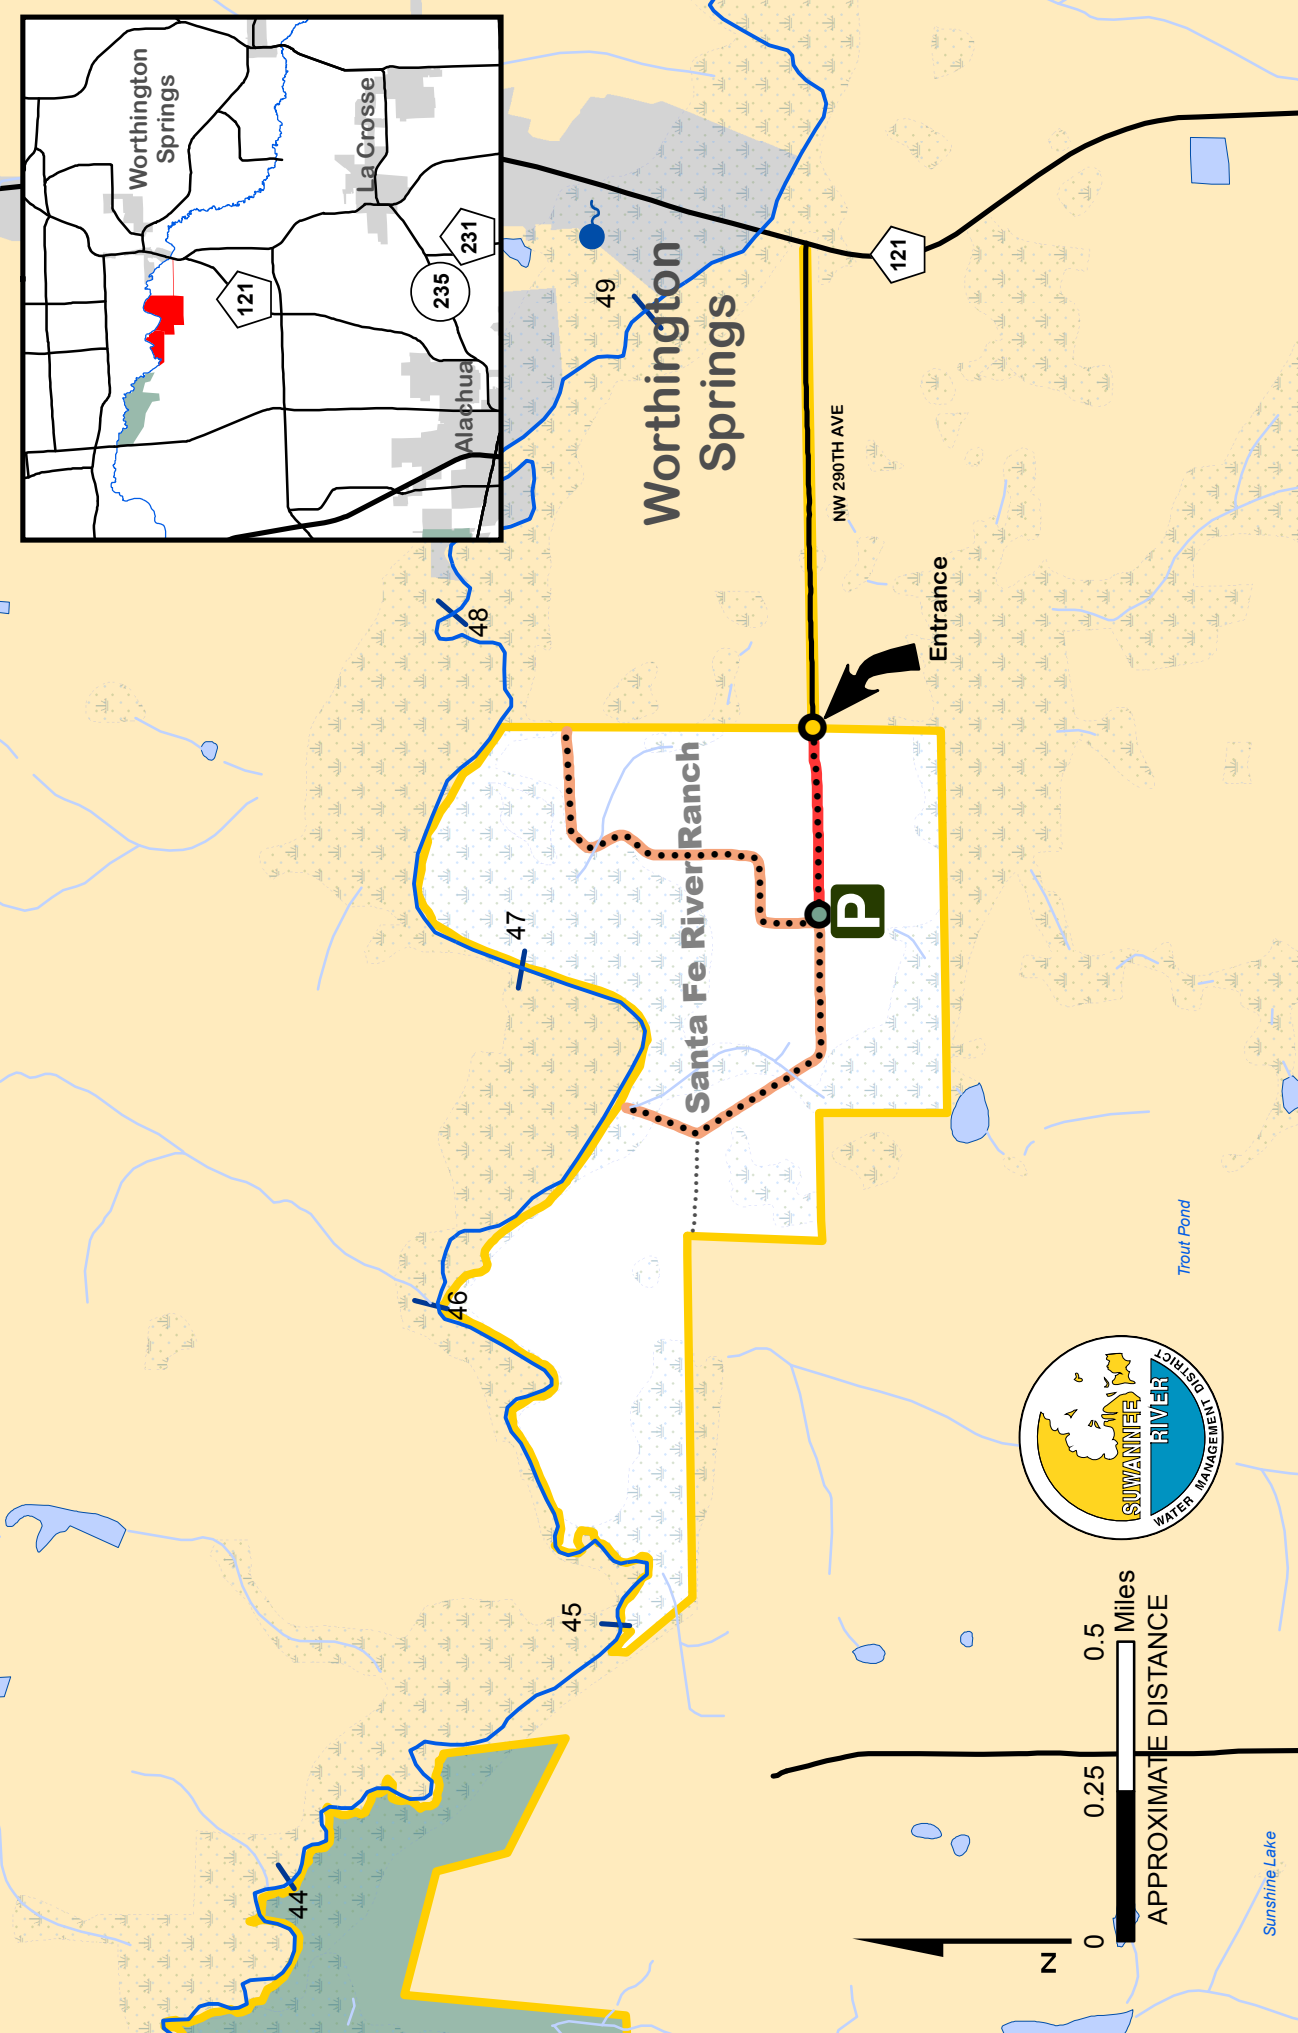 Worthington
Springs
La Crosse
121
235
231
Alachua
49
Worthington
Springs
121
48
NW 290TH AVE
Entrance
47
Santa Fe River Ranch
P
46
45
44
Trout Pond
Sunshine Lake
SUWANNEE
RIVER
WATER MANAGEMENT DISTRICT
N
0 0.25 0.5
Miles
APPROXIMATE DISTANCE